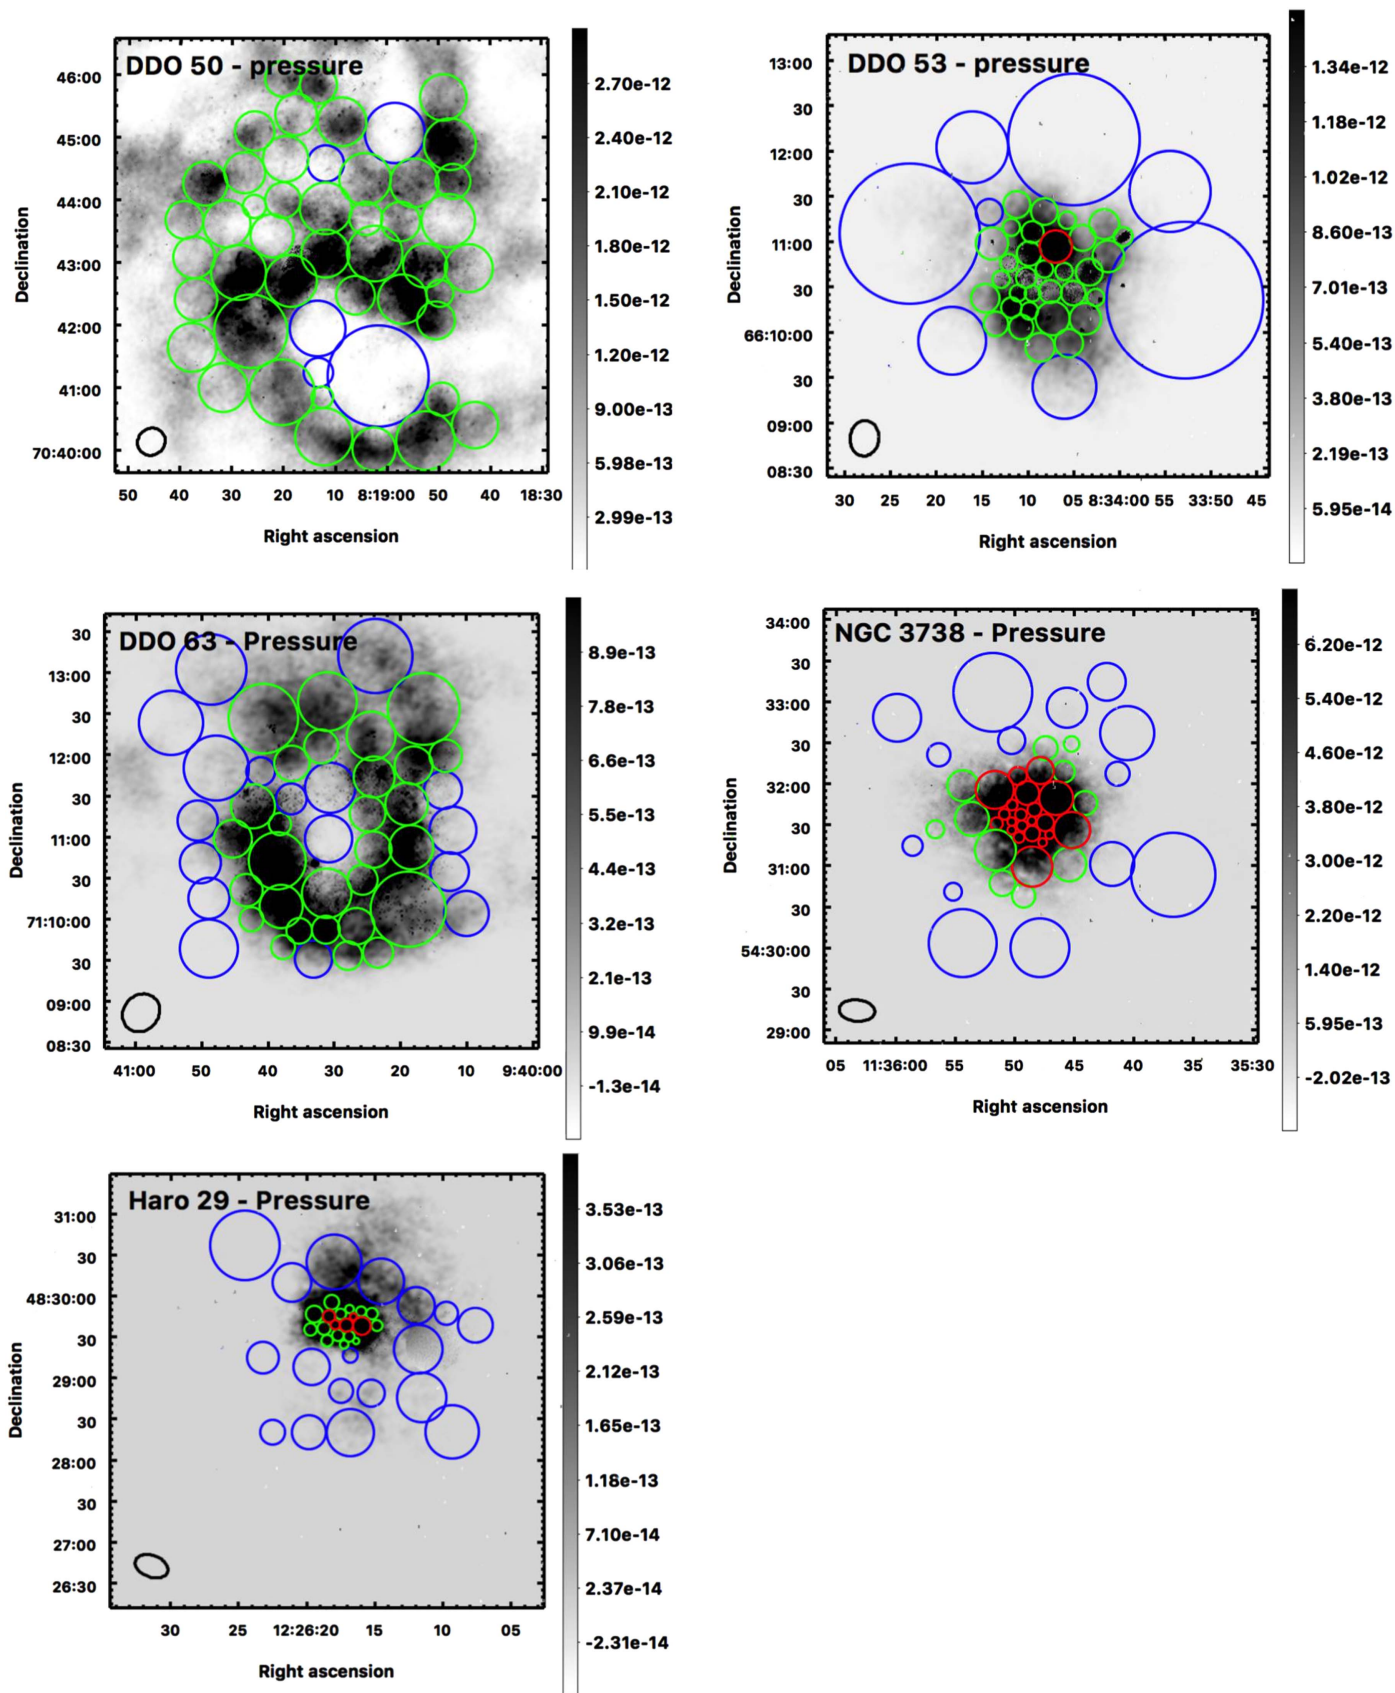 DDO 50 - pressure
46:00
45:00
44:00
43:00
42:00
41:00
70:40:00
Declination
50 40 30 20 10 8:19:00 50 40 18:30
Right ascension
2.70e-12
2.40e-12
2.10e-12
1.80e-12
1.50e-12
1.20e-12
9.00e-13
5.98e-13
2.99e-13
DDO 53 - pressure
13:00
30
12:00
30
11:00
30
66:10:00
30
09:00
08:30
Declination
30 25 20 15 10 05 8:34:00 55 33:50 45
Right ascension
1.34e-12
1.18e-12
1.02e-12
8.60e-13
7.01e-13
5.40e-13
3.80e-13
2.19e-13
5.95e-14
DDO 63 - Pressure
30
13:00
30
12:00
30
11:00
30
71:10:00
30
09:00
08:30
Declination
41:00 50 40 30 20 10 9:40:00
Right ascension
8.9e-13
7.8e-13
6.6e-13
5.5e-13
4.4e-13
3.2e-13
2.1e-13
9.9e-14
-1.3e-14
NGC 3738 - Pressure
34:00
30
33:00
30
32:00
30
31:00
30
54:30:00
30
29:00
Declination
05 11:36:00 55 50 45 40 35 35:30
Right ascension
6.20e-12
5.40e-12
4.60e-12
3.80e-12
3.00e-12
2.20e-12
1.40e-12
5.95e-13
-2.02e-13
Haro 29 - Pressure
31:00
30
48:30:00
30
29:00
30
28:00
30
27:00
26:30
Declination
30 25 12:26:20 15 10 05
Right ascension
3.53e-13
3.06e-13
2.59e-13
2.12e-13
1.65e-13
1.18e-13
7.10e-14
2.37e-14
-2.31e-14